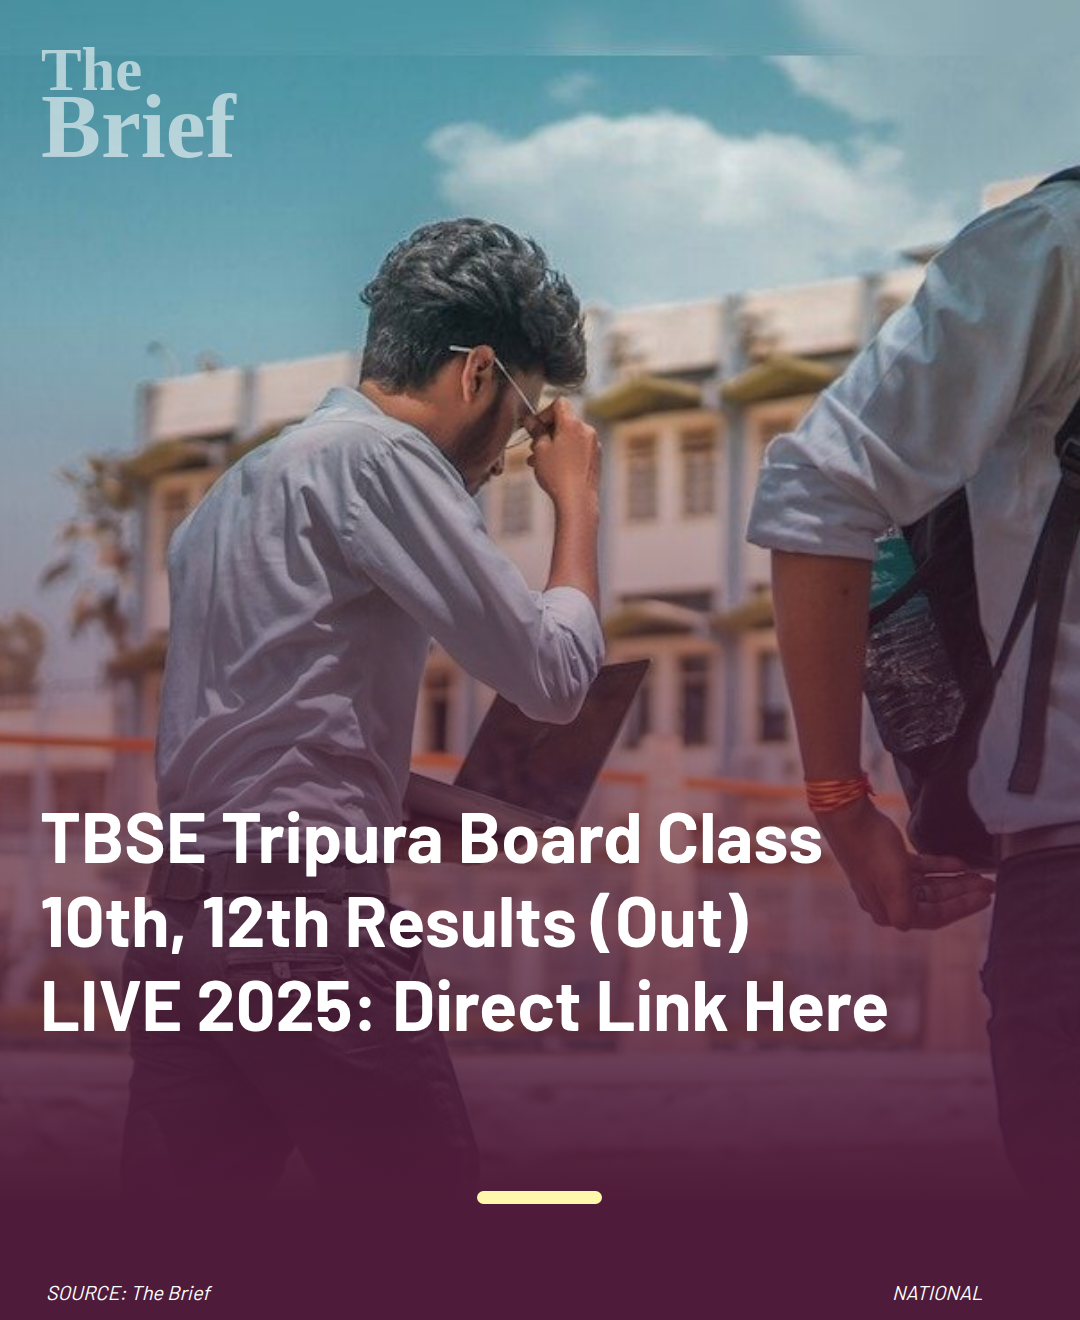 The
Brief
TBSE Tripura Board Class
10th, 12th Results (Out)
LIVE 2025: Direct Link Here
SOURCE: The Brief
NATIONAL